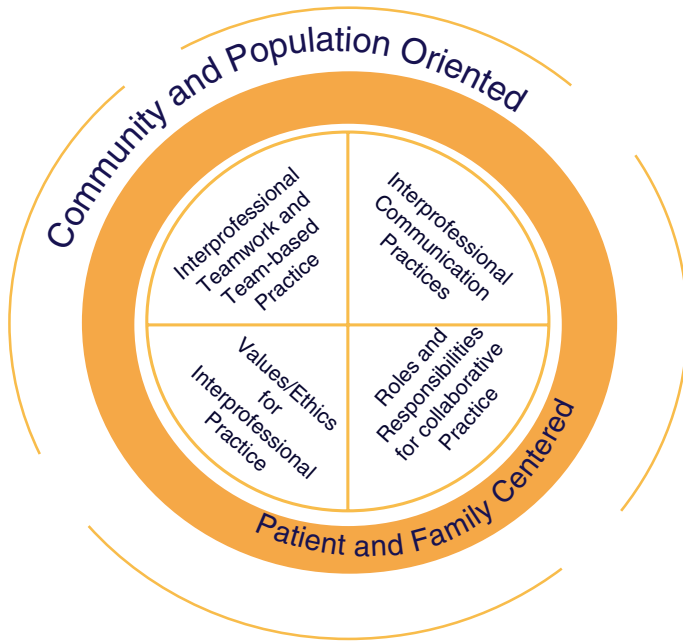 Community and Population Oriented
Interprofessional
Teamwork and
Team-based
Practice
Interprofessional
Communication
Practices
Values/Ethics
for
Interprofessional
Practice
Roles and
Responsibilities
for collaborative
Practice
Patient and Family Centered